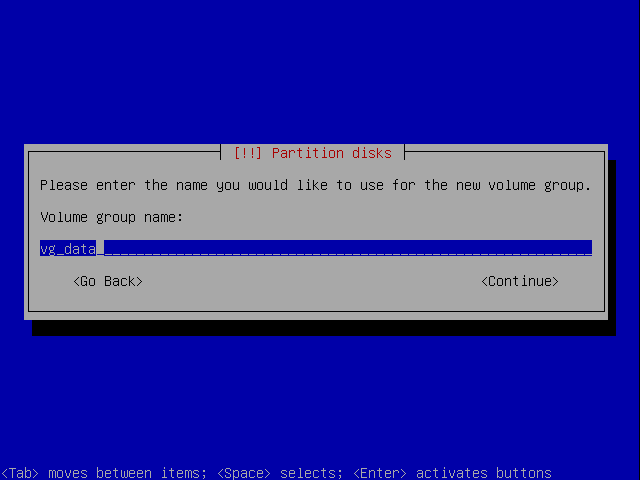 [!!] Partition disks
Please enter the name you would like to use for the new volume group.
Volume group name:
vg_data
<Go Back> <Continue>
<Tab> moves between items; <Space> selects; <Enter> activates buttons